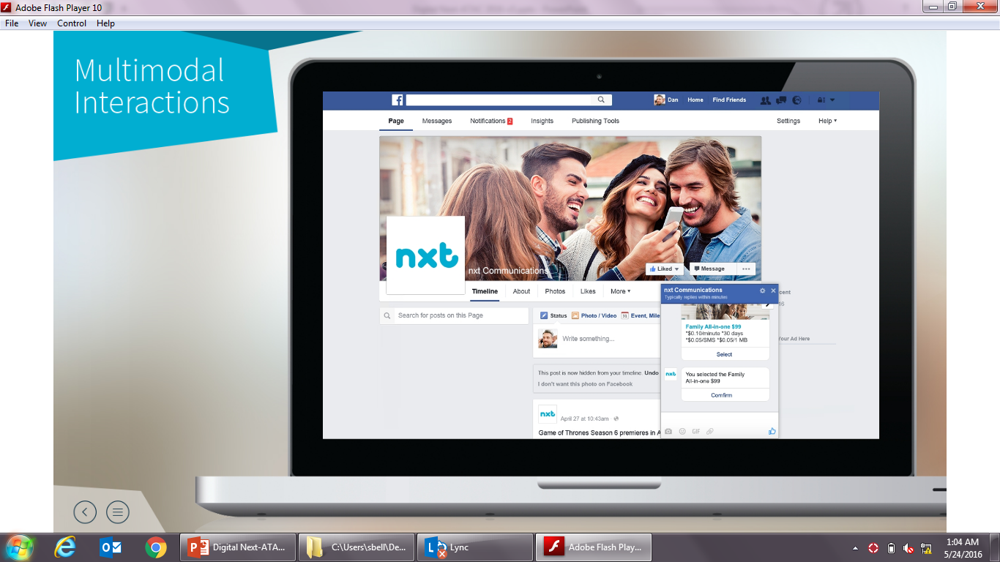 Adobe Flash Player 10
File View Control Help
Multimodal
Interactions
Dan Home Find Friends
Page Messages Notifications 2 Insights Publishing Tools Settings Help
nxt
nxt Communications
Liked Message
Timeline About Photos Likes More
Search for posts on this Page
Status Photo / Video 31 Event, Mile
Write something...
This post is now hidden from your timeline. Undo
I don't want this photo on Facebook
nxt
April 27 at 10:43am
Game of Thrones Season 6 premieres in A
nxt Communications
Typically replies within minutes
Family All-in-one $99
*$0.10/minute *30 days
*$0.05/SMS *$0.05/1 MB
Select
nxt
You selected the Family
All-in-one $99
Confirm
GIF
cent
16
Your Ad Here
Digital Next-ATA... C:\Users\sbell\De... Lync Adobe Flash Play...
1:04 AM
5/24/2016